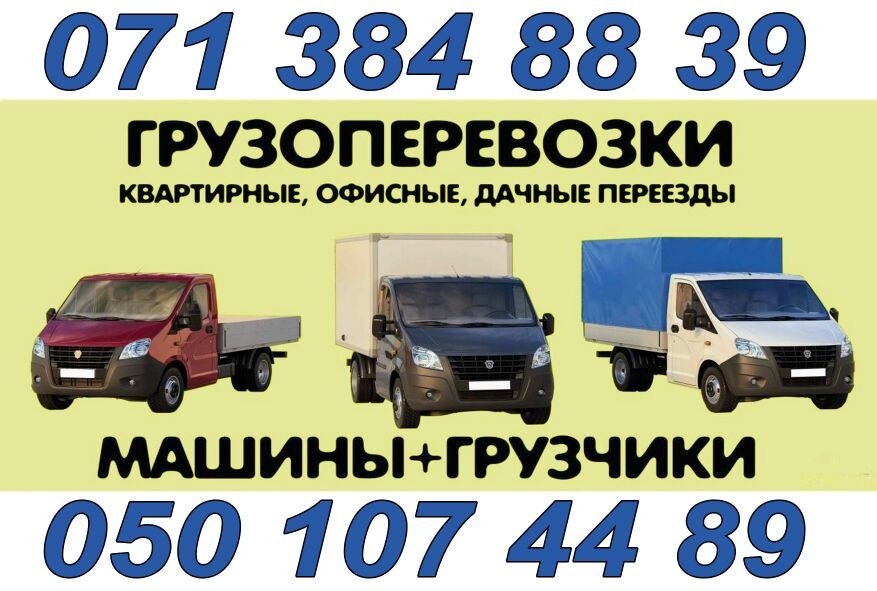 071 384 88 39
ГРУЗОПЕРЕВОЗКИ
КВАРТИРНЫЕ, ОФИСНЫЕ, ДАЧНЫЕ ПЕРЕЕЗДЫ
МАШИНЫ+ГРУЗЧИКИ
050 107 44 89